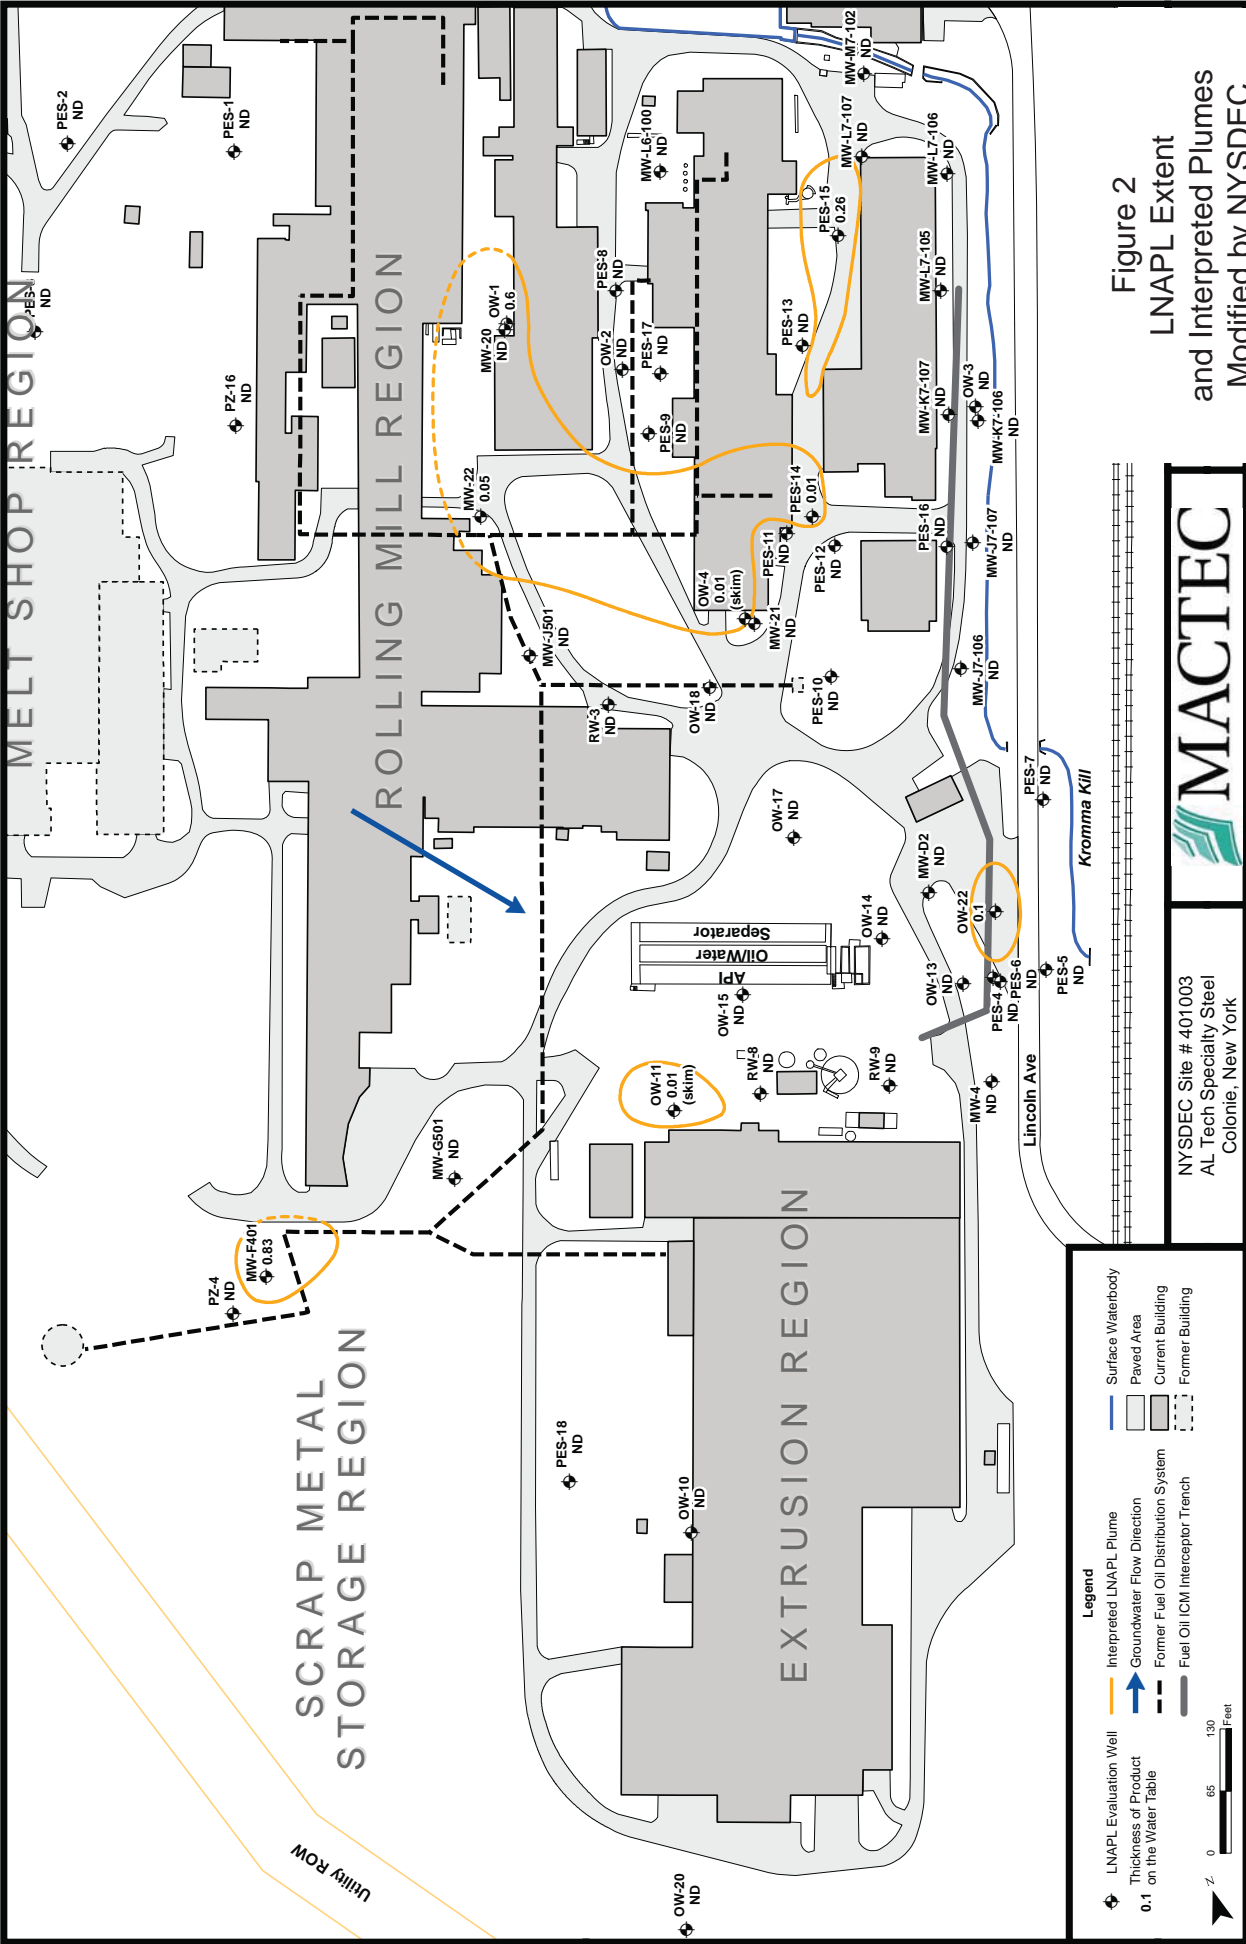 MELT SHOP REGION
ROLLING MILL REGION
SCRAP METAL
STORAGE REGION
EXTRUSION REGION
Utility ROW
PES-2
ND
PES-1
ND
ND
PZ-16
ND
MW-L6-100
ND
MW-M7-102
ND
MW-L7-107
ND
MW-L7-106
ND
PES-15
0.26
MW-L7-105
ND
PES-13
ND
PES-8
ND
OW-1
0.6
MW-20
ND
OW-2
ND
PES-17
ND
PES-9
ND
MW-K7-107
ND
OW-3
ND
MW-K7-106
ND
MW-22
0.05
PES-14
0.01
PES-11
ND
PES-12
ND
PES-16
ND
MW-J7-107
ND
OW-4
0.01
(skim)
MW-21
ND
MW-J501
ND
MW-J7-106
ND
PES-10
ND
OW-18
ND
RW-3
ND
PES-7
ND
Kromma Kill
OW-17
ND
MW-D2
ND
OW-22
0.1
OW-14
ND
API
Oil/Water
Separator
OW-13
ND
PES-4
ND
PES-6
ND
PES-5
ND
OW-15
ND
RW-8
ND
RW-9
ND
MW-4
ND
Lincoln Ave
OW-11
0.01
(skim)
MW-G501
ND
MW-F401
0.83
PZ-4
ND
PES-18
ND
OW-10
ND
OW-20
ND
Legend
LNAPL Evaluation Well
0.1
Thickness of Product
on the Water Table
Interpreted LNAPL Plume
Groundwater Flow Direction
Former Fuel Oil Distribution System
Fuel Oil ICM Interceptor Trench
Surface Waterbody
Paved Area
Current Building
Former Building
N
0
65
130
Feet
NYSDEC Site # 401003
AL Tech Specialty Steel
Colonie, New York
MACTEC
Figure 2
LNAPL Extent
and Interpreted Plumes
Modified by NYSDEC